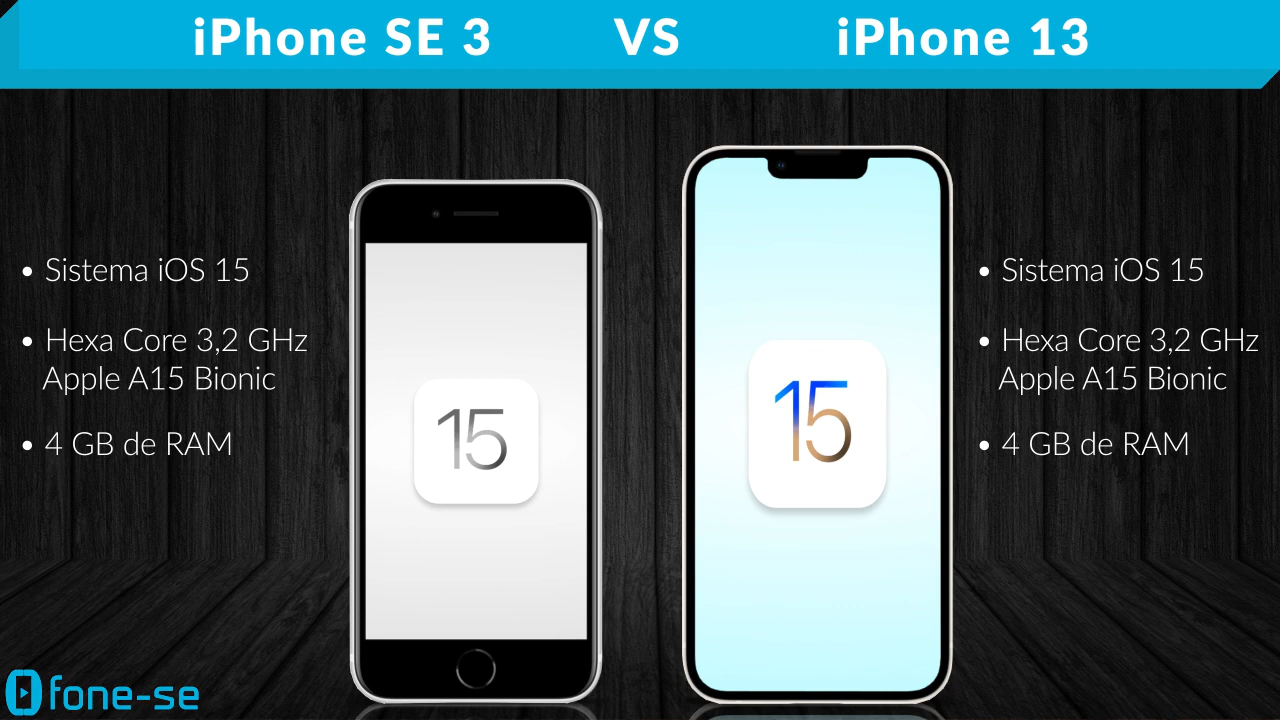 iPhone SE 3 VS iPhone 13
• Sistema iOS 15
• Hexa Core 3,2 GHz
Apple A15 Bionic
• 4 GB de RAM
15
15
• Sistema iOS 15
• Hexa Core 3,2 GHz
Apple A15 Bionic
• 4 GB de RAM
fone-se